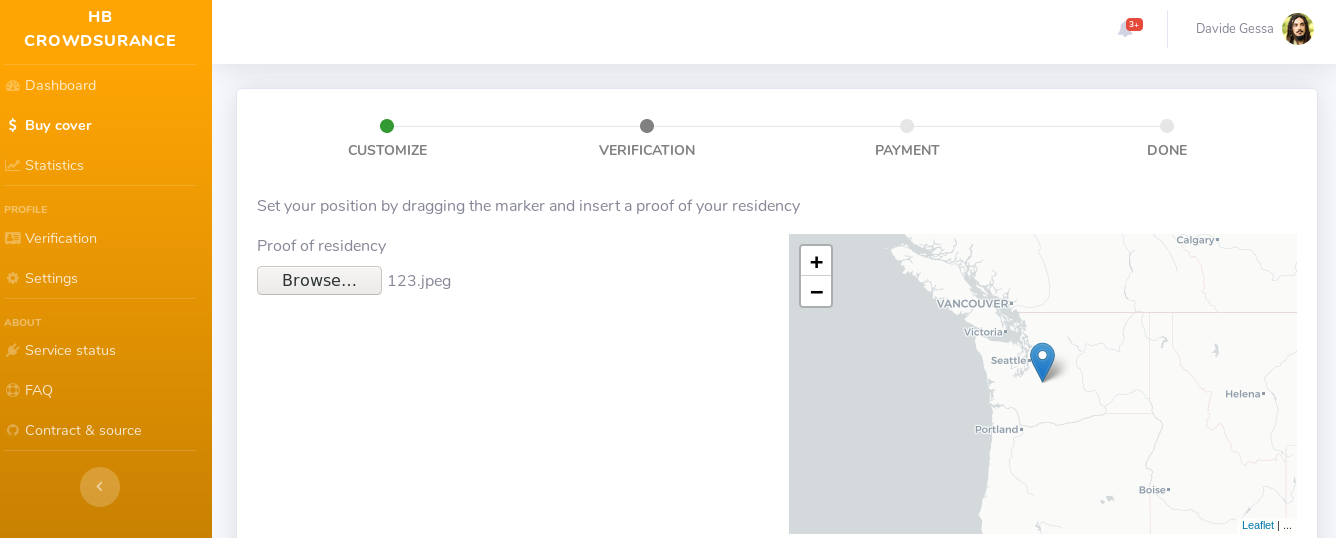 HB
CROWDSURANCE
Dashboard
$ Buy cover
Statistics
PROFILE
Verification
Settings
ABOUT
Service status
FAQ
Contract & source
3+
Davide Gessa
CUSTOMIZE
VERIFICATION
PAYMENT
DONE
Set your position by dragging the marker and insert a proof of your residency
Proof of residency
Browse... 123.jpeg
+
−
Calgary
VANCOUVER
Victoria
Seattle
Helena
Portland
Boise
Leaflet | ...